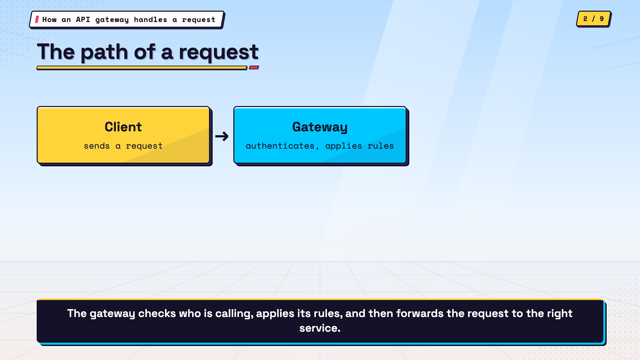 How an API gateway handles a request
2 / 9
The path of a request
Client
sends a request
→
Gateway
authenticates, applies rules
The gateway checks who is calling, applies its rules, and then forwards the request to the right
service.